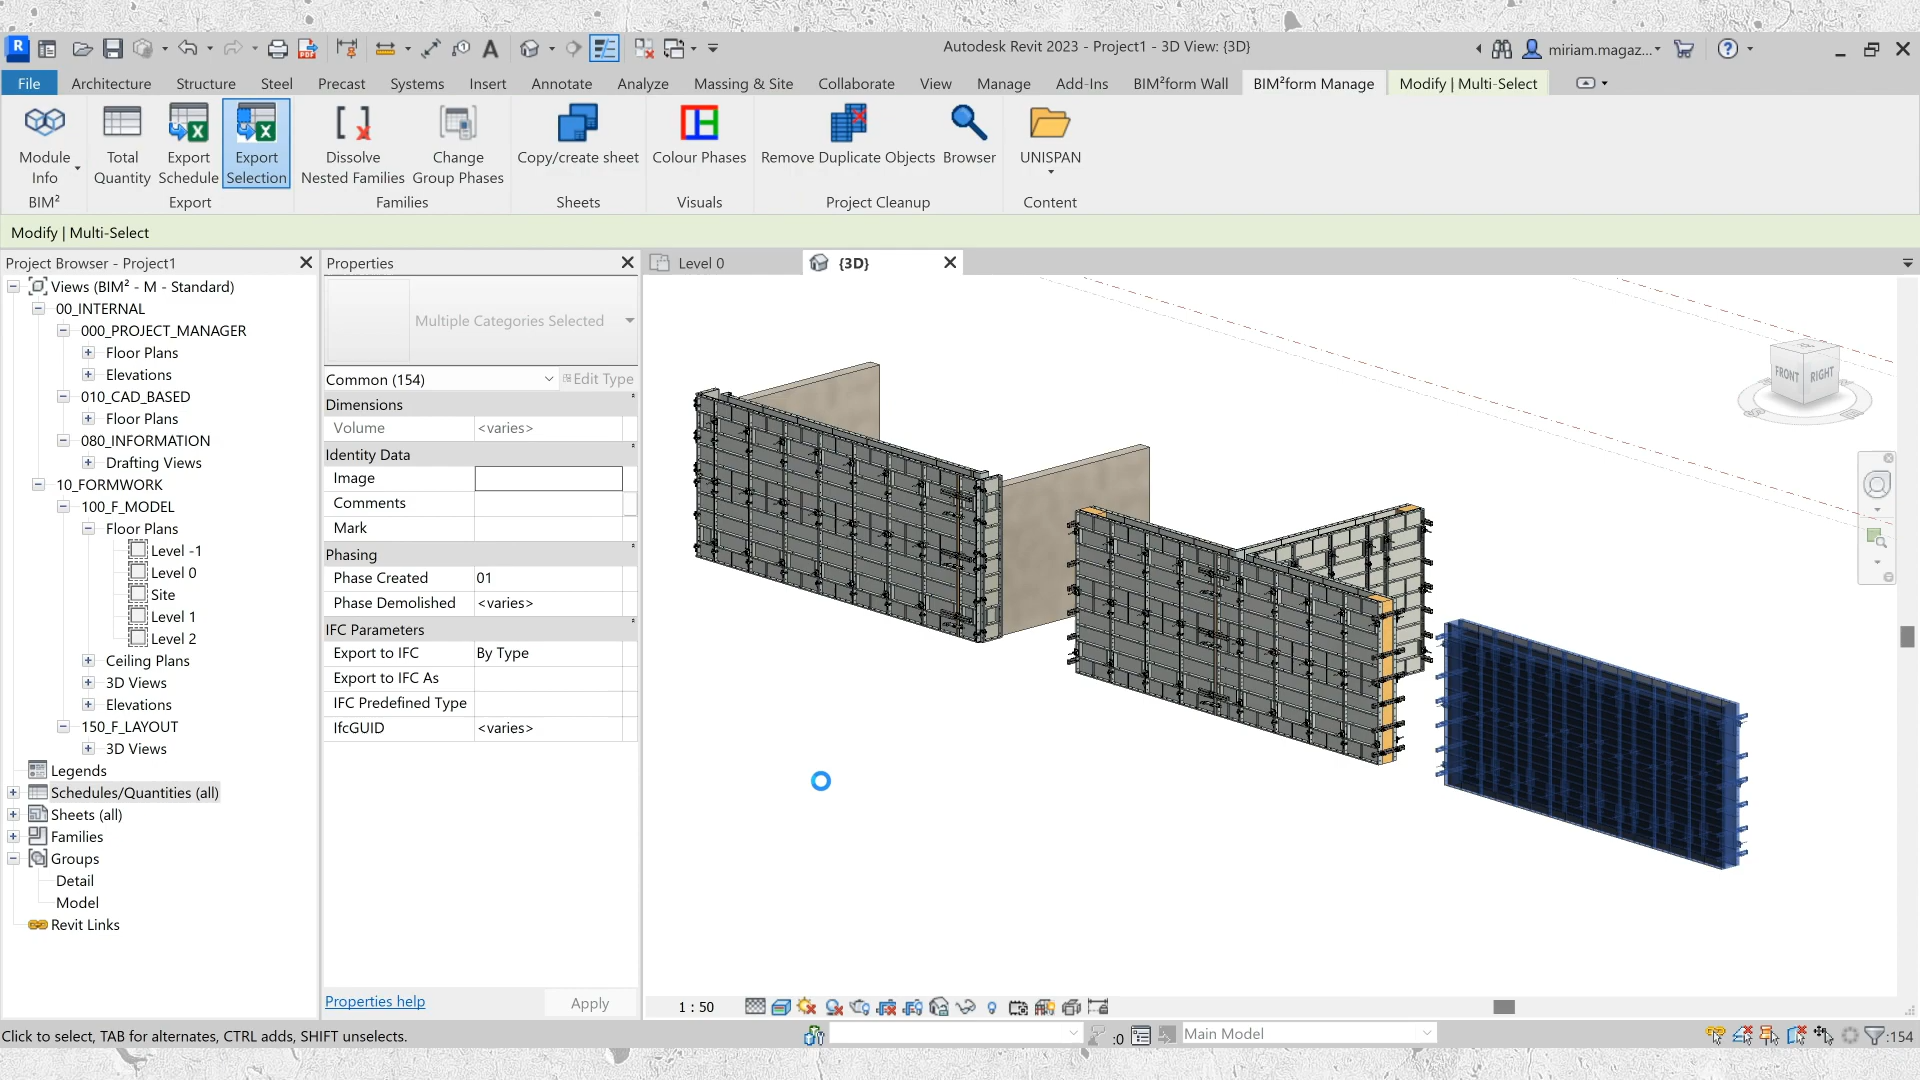 Autodesk Revit 2023 - Project1 - 3D View: {3D}
miriam.magaz...
File
Architecture
Structure
Steel
Precast
Systems
Insert
Annotate
Analyze
Massing & Site
Collaborate
View
Manage
Add-Ins
BIM²form Wall
BIM²form Manage
Modify | Multi-Select
Module
Info
Total
Quantity
Export
Schedule
Export
Selection
Dissolve
Nested Families
Change
Group Phases
Copy/create sheet
Colour Phases
Remove Duplicate Objects
Browser
UNISPAN
BIM²
Export
Families
Sheets
Visuals
Project Cleanup
Content
Modify | Multi-Select
Project Browser - Project1
Views (BIM² - M - Standard)
00_INTERNAL
000_PROJECT_MANAGER
Floor Plans
Elevations
010_CAD_BASED
Floor Plans
080_INFORMATION
Drafting Views
10_FORMWORK
100_F_MODEL
Floor Plans
Level -1
Level 0
Site
Level 1
Level 2
Ceiling Plans
3D Views
Elevations
150_F_LAYOUT
3D Views
Legends
Schedules/Quantities (all)
Sheets (all)
Families
Groups
Detail
Model
Revit Links
Properties
Multiple Categories Selected
Common (154)
Edit Type
Dimensions
Volume <varies>
Identity Data
Image
Comments
Mark
Phasing
Phase Created 01
Phase Demolished <varies>
IFC Parameters
Export to IFC By Type
Export to IFC As
IFC Predefined Type
IfcGUID <varies>
Properties help
Apply
Level 0
{3D}
FRONT
RIGHT
1 : 50
Click to select, TAB for alternates, CTRL adds, SHIFT unselects.
:0
Main Model
:154